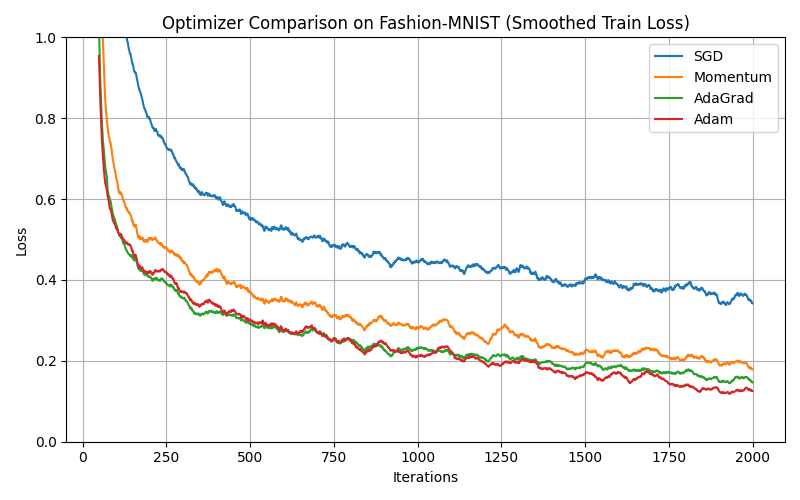 Optimizer Comparison on Fashion-MNIST (Smoothed Train Loss)
1.0
0.8
0.6
0.4
0.2
0.0
Loss
SGD
Momentum
AdaGrad
Adam
0 250 500 750 1000 1250 1500 1750 2000
Iterations